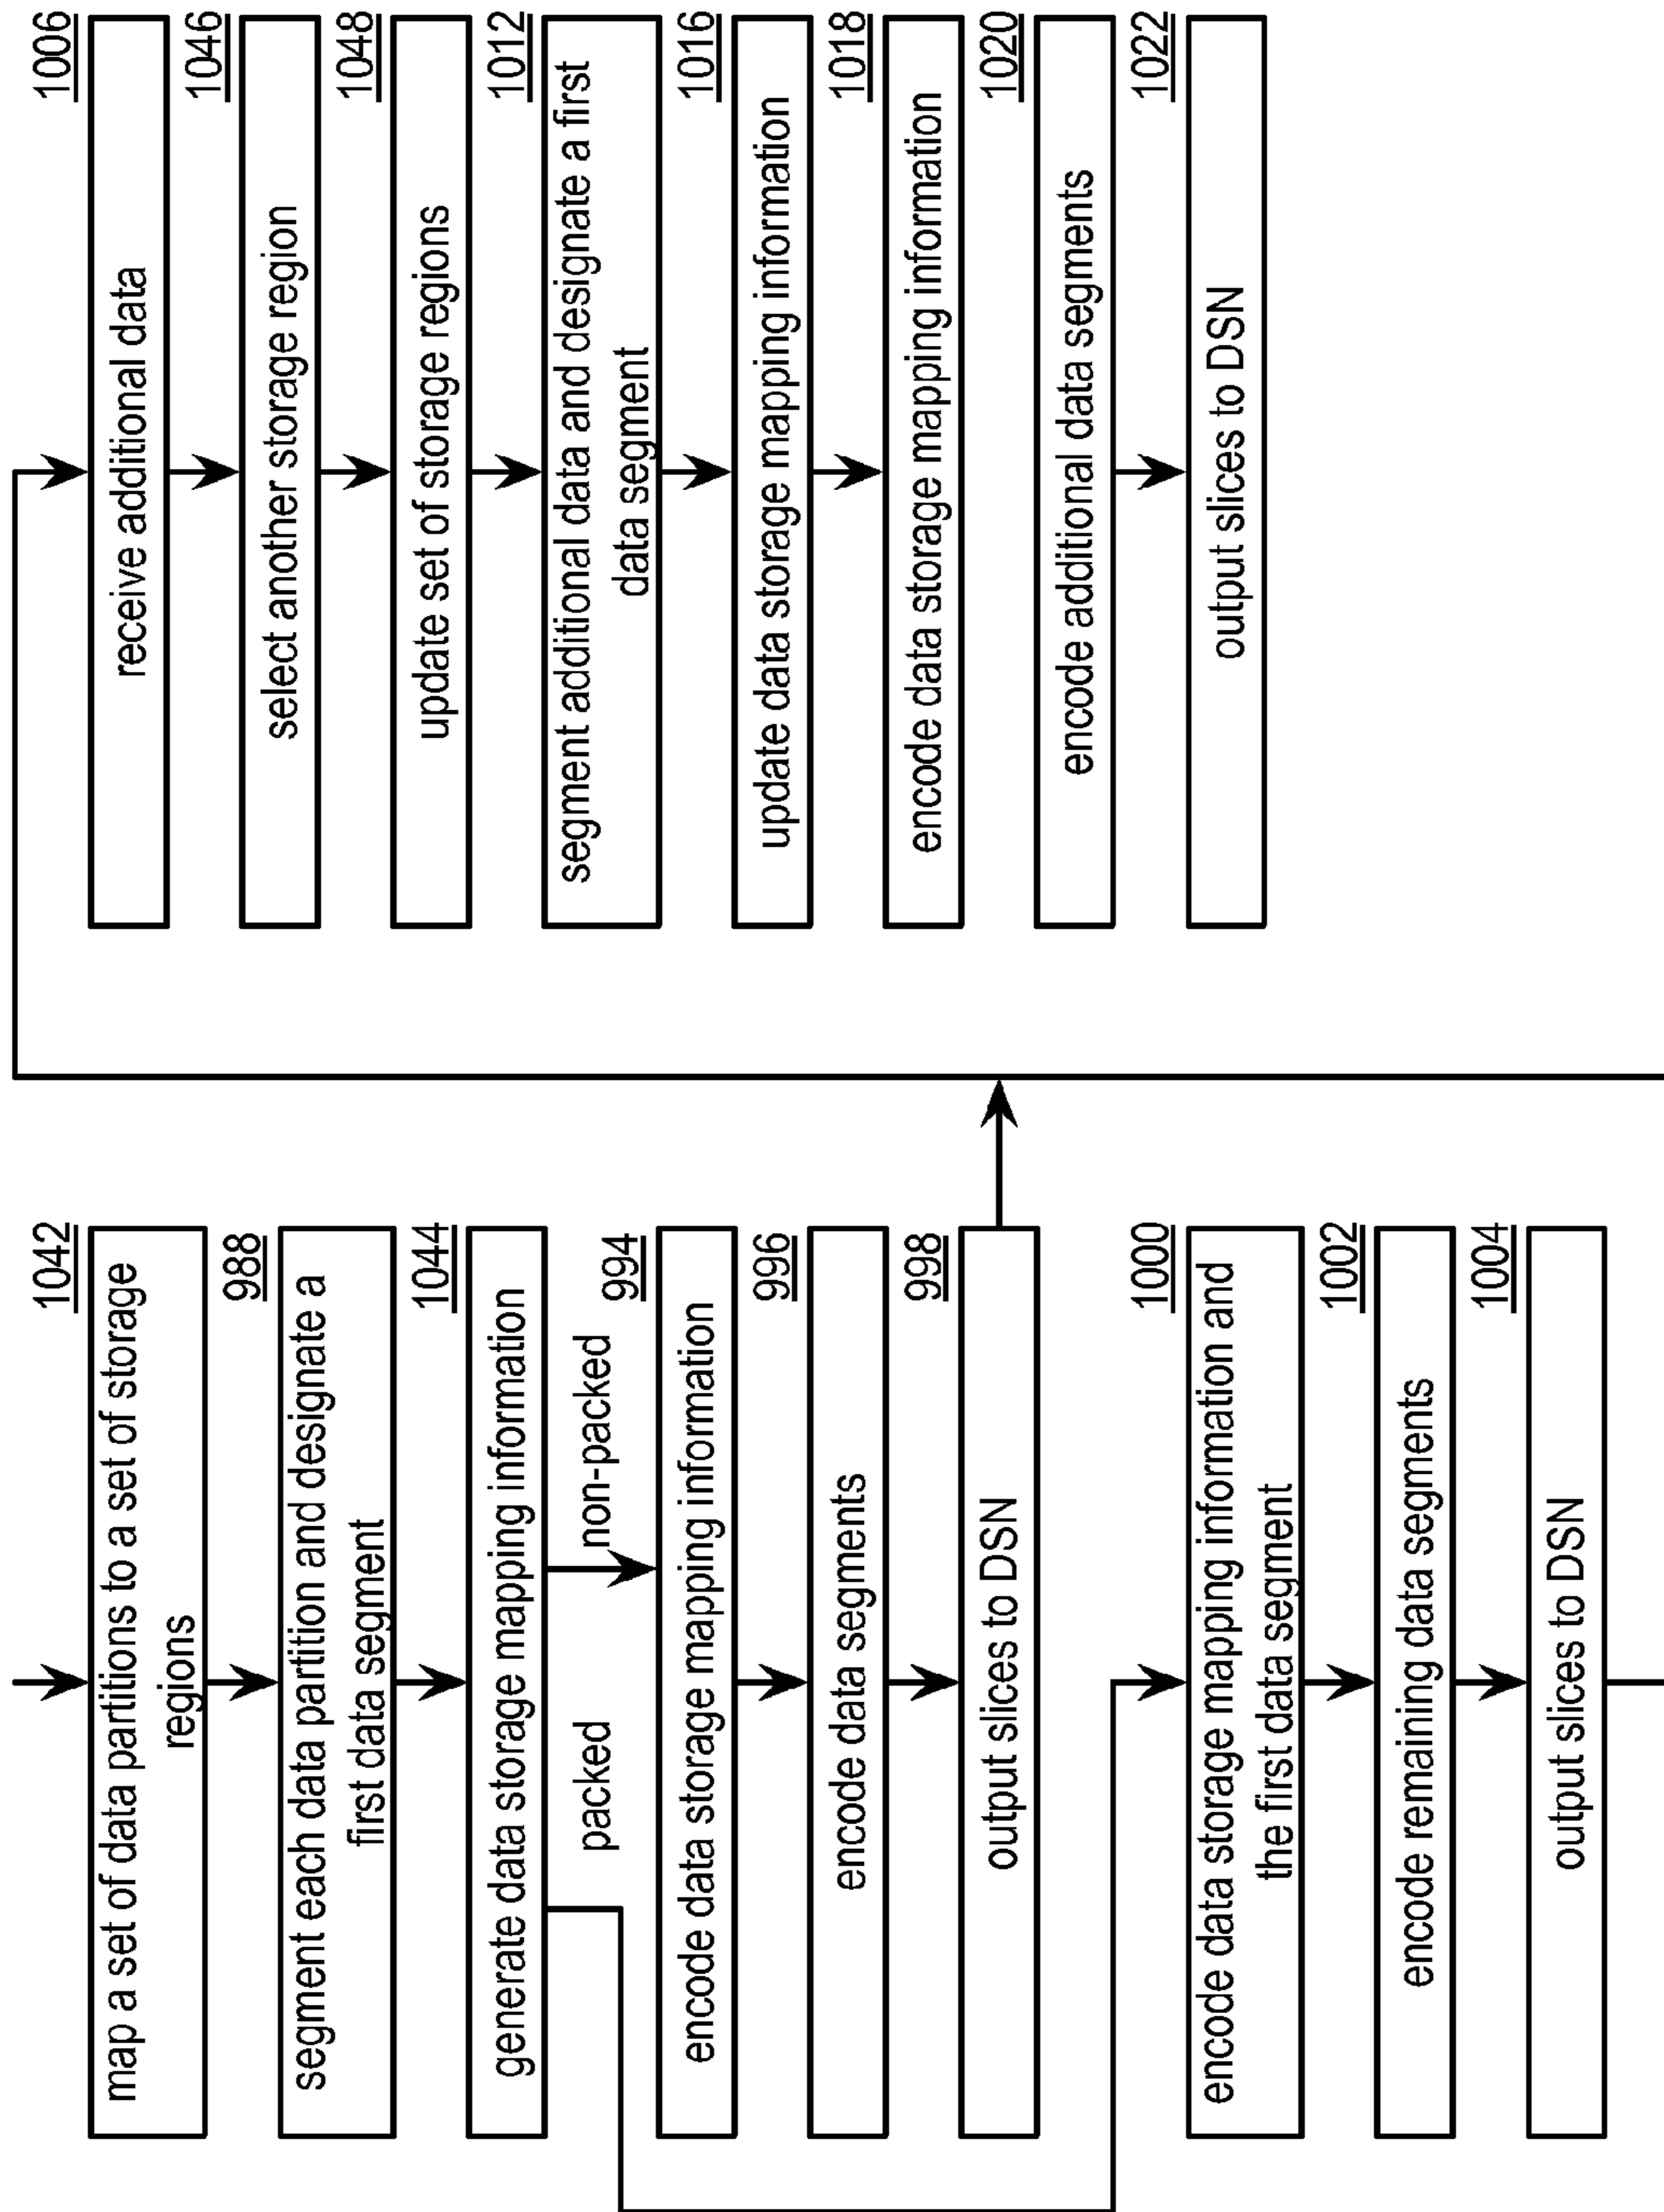 1042
map a set of data partitions to a set of storage
regions
988
segment each data partition and designate a
first data segment
1044
generate data storage mapping information
packed
non-packed
994
encode data storage mapping information
996
encode data segments
998
output slices to DSN
1000
encode data storage mapping information and
the first data segment
1002
encode remaining data segments
1004
output slices to DSN
1006
receive additional data
1046
select another storage region
1048
update set of storage regions
1012
segment additional data and designate a first
data segment
1016
update data storage mapping information
1018
encode data storage mapping information
1020
encode additional data segments
1022
output slices to DSN